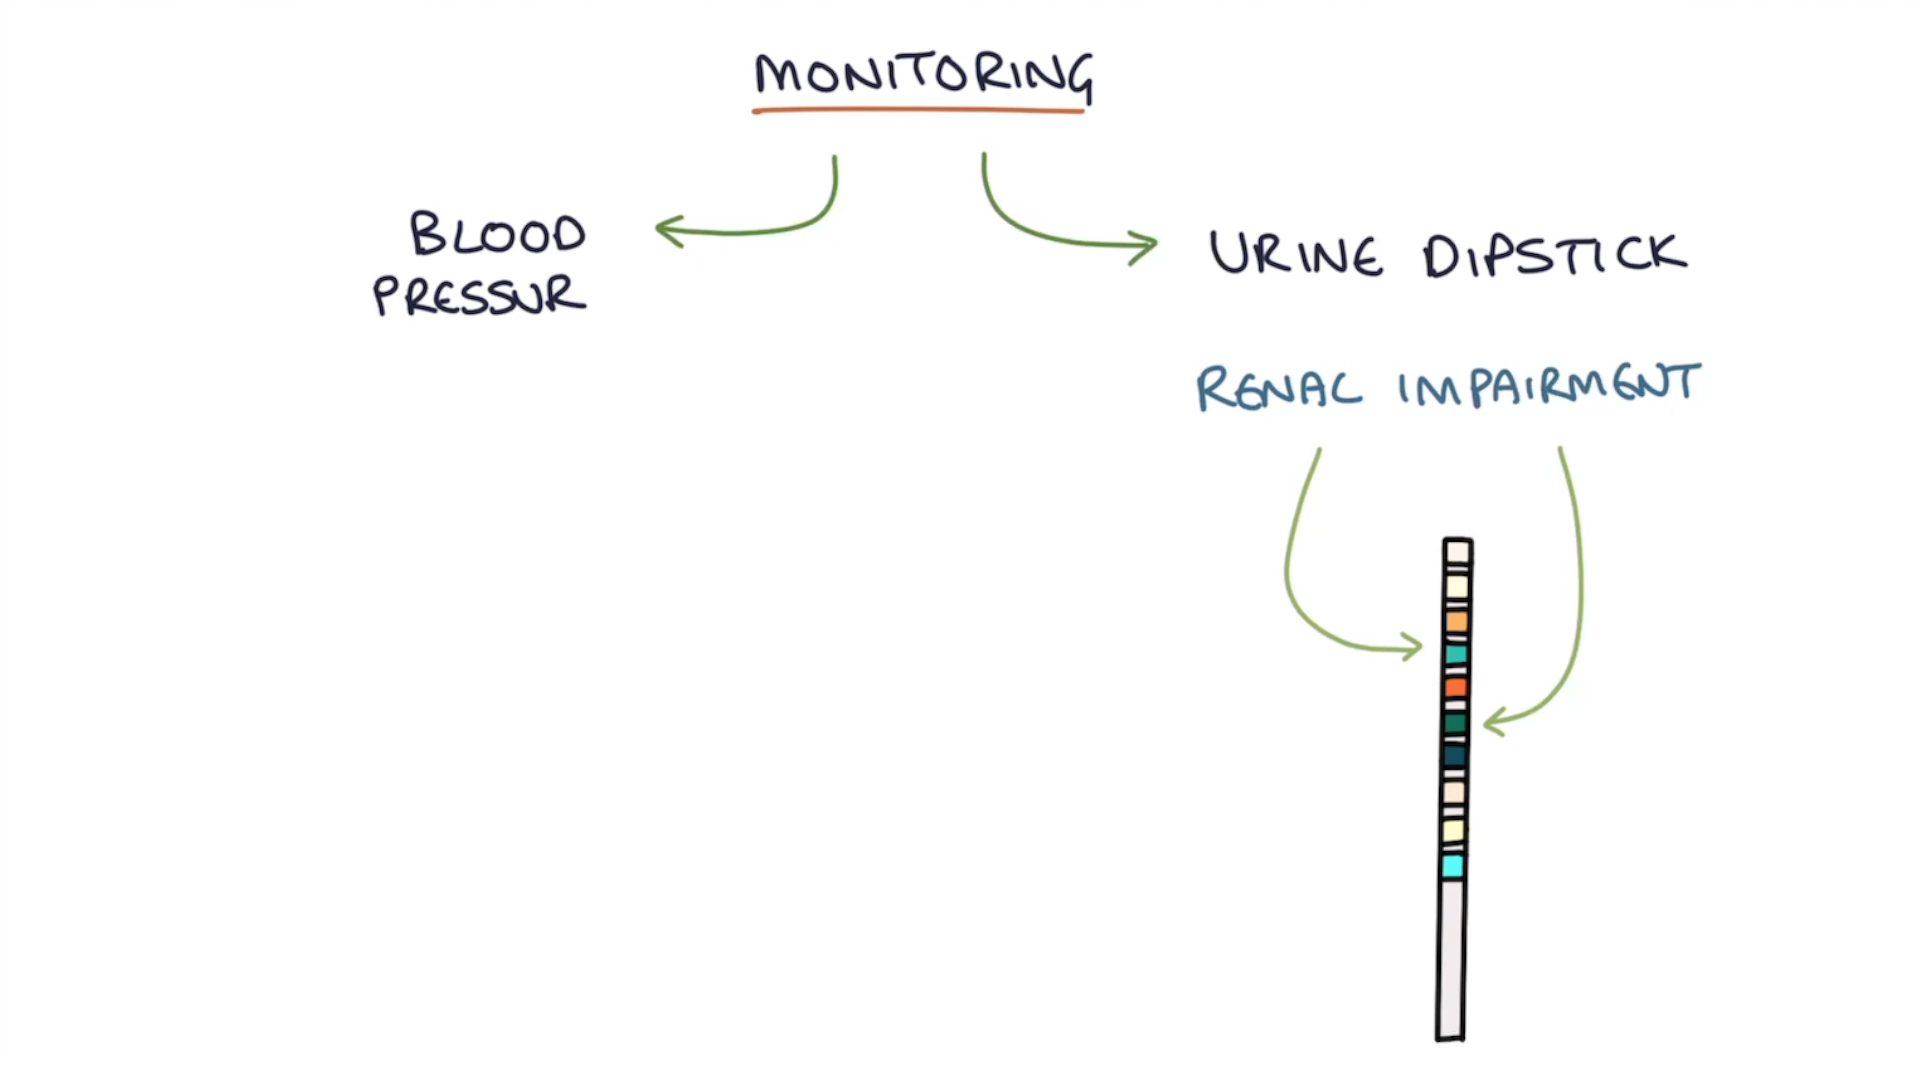 MONITORING
BLOOD
PRESSUR
URINE DIPSTICK
RENAL IMPAIRMENT